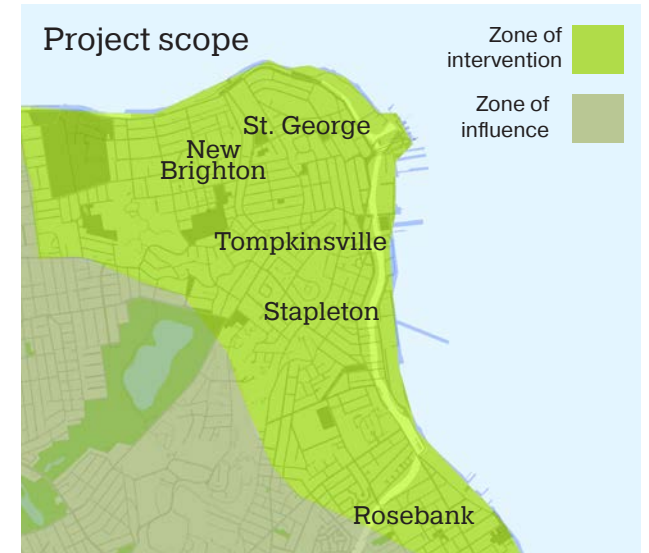 Project scope
Zone of
intervention
Zone of
influence
St. George
New
Brighton
Tompkinsville
Stapleton
Rosebank